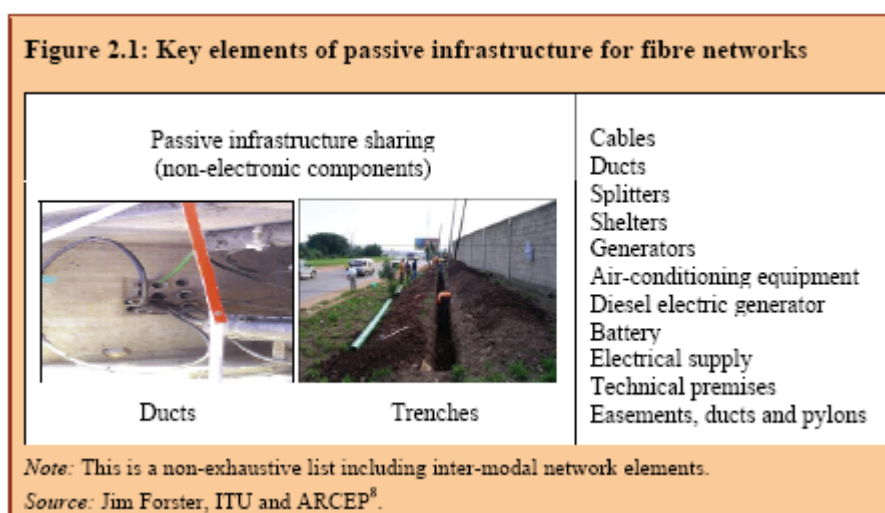 Figure 2.1: Key elements of passive infrastructure for fibre networks
Passive infrastructure sharing
(non-electronic components)
Ducts
Trenches
Cables
Ducts
Splitters
Shelters
Generators
Air-conditioning equipment
Diesel electric generator
Battery
Electrical supply
Technical premises
Easements, ducts and pylons
Note: This is a non-exhaustive list including inter-modal network elements.
Source: Jim Forster, ITU and ARCEP⁸.